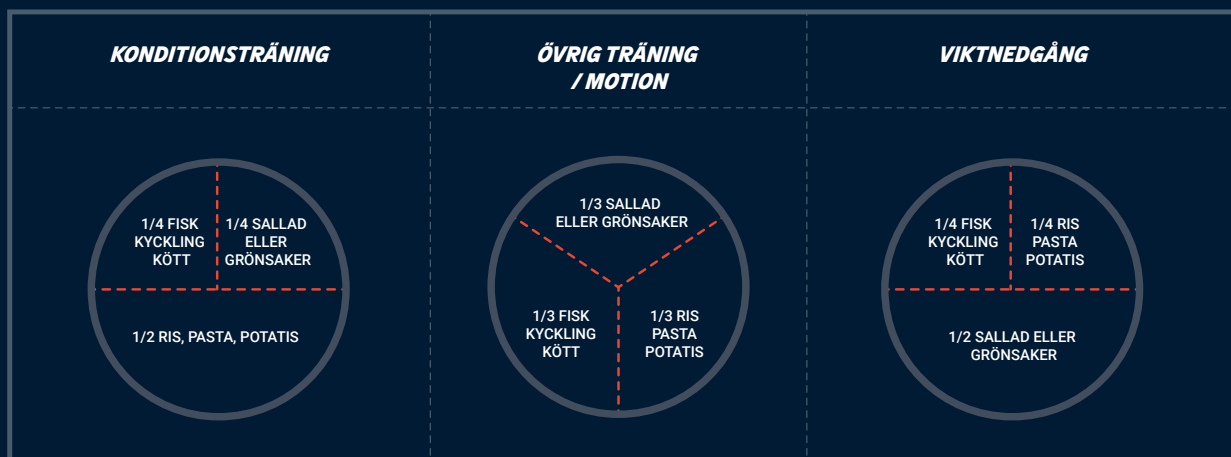 KONDITIONSTRÄNING
ÖVRIG TRÄNING
/ MOTION
VIKTNEDGÅNG
1/4 FISK
KYCKLING
KÖTT
1/4 SALLAD
ELLER
GRÖNSAKER
1/2 RIS, PASTA, POTATIS
1/3 SALLAD
ELLER GRÖNSAKER
1/3 FISK
KYCKLING
KÖTT
1/3 RIS
PASTA
POTATIS
1/4 FISK
KYCKLING
KÖTT
1/4 RIS
PASTA
POTATIS
1/2 SALLAD ELLER
GRÖNSAKER